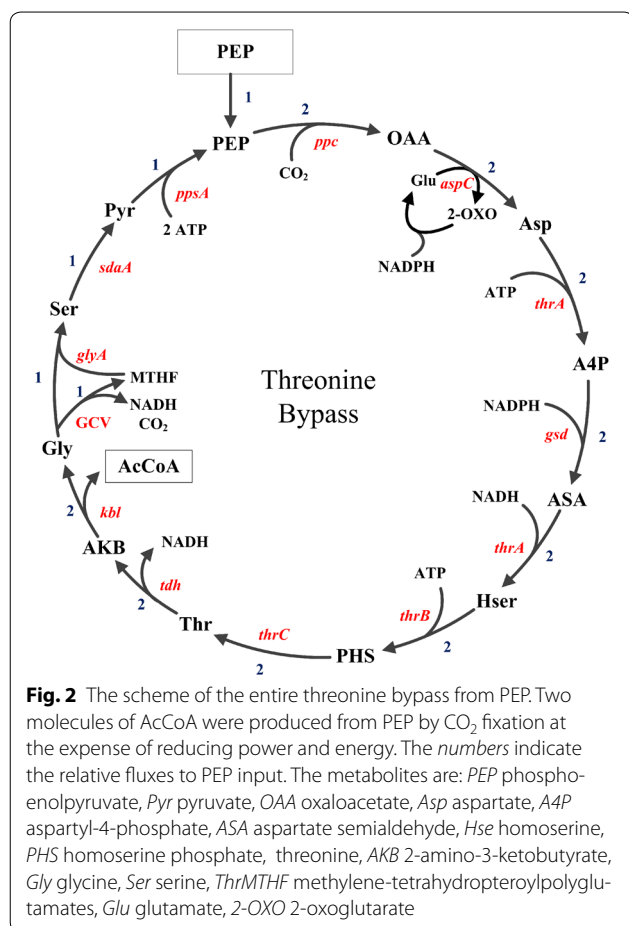 PEP
1
2
PEP
ppc
OAA
CO2
1
ppsA
2 ATP
Pyr
Glu
aspC
2
2-OXO
Asp
NADPH
1
sdaA
ATP
2
thrA
Ser
glyA
A4P
MTHF
1
1
NADH
CO2
GCV
Threonine
Bypass
NADPH
gsd
2
Gly
AcCoA
ASA
2
kbl
NADH
AKB
NADH
thrA
2
tdh
ATP
Hser
2
Thr
thrB
thrC
2
2
PHS
Fig. 2 The scheme of the entire threonine bypass from PEP. Two
molecules of AcCoA were produced from PEP by CO2 fixation at
the expense of reducing power and energy. The numbers indicate
the relative fluxes to PEP input. The metabolites are: PEP phospho-
enolpyruvate, Pyr pyruvate, OAA oxaloacetate, Asp aspartate, A4P
aspartyl-4-phosphate, ASA aspartate semialdehyde, Hse homoserine,
PHS homoserine phosphate, threonine, AKB 2-amino-3-ketobutyrate,
Gly glycine, Ser serine, ThrMTHF methylene-tetrahydropteroylpolyglu-
tamates, Glu glutamate, 2-OXO 2-oxoglutarate